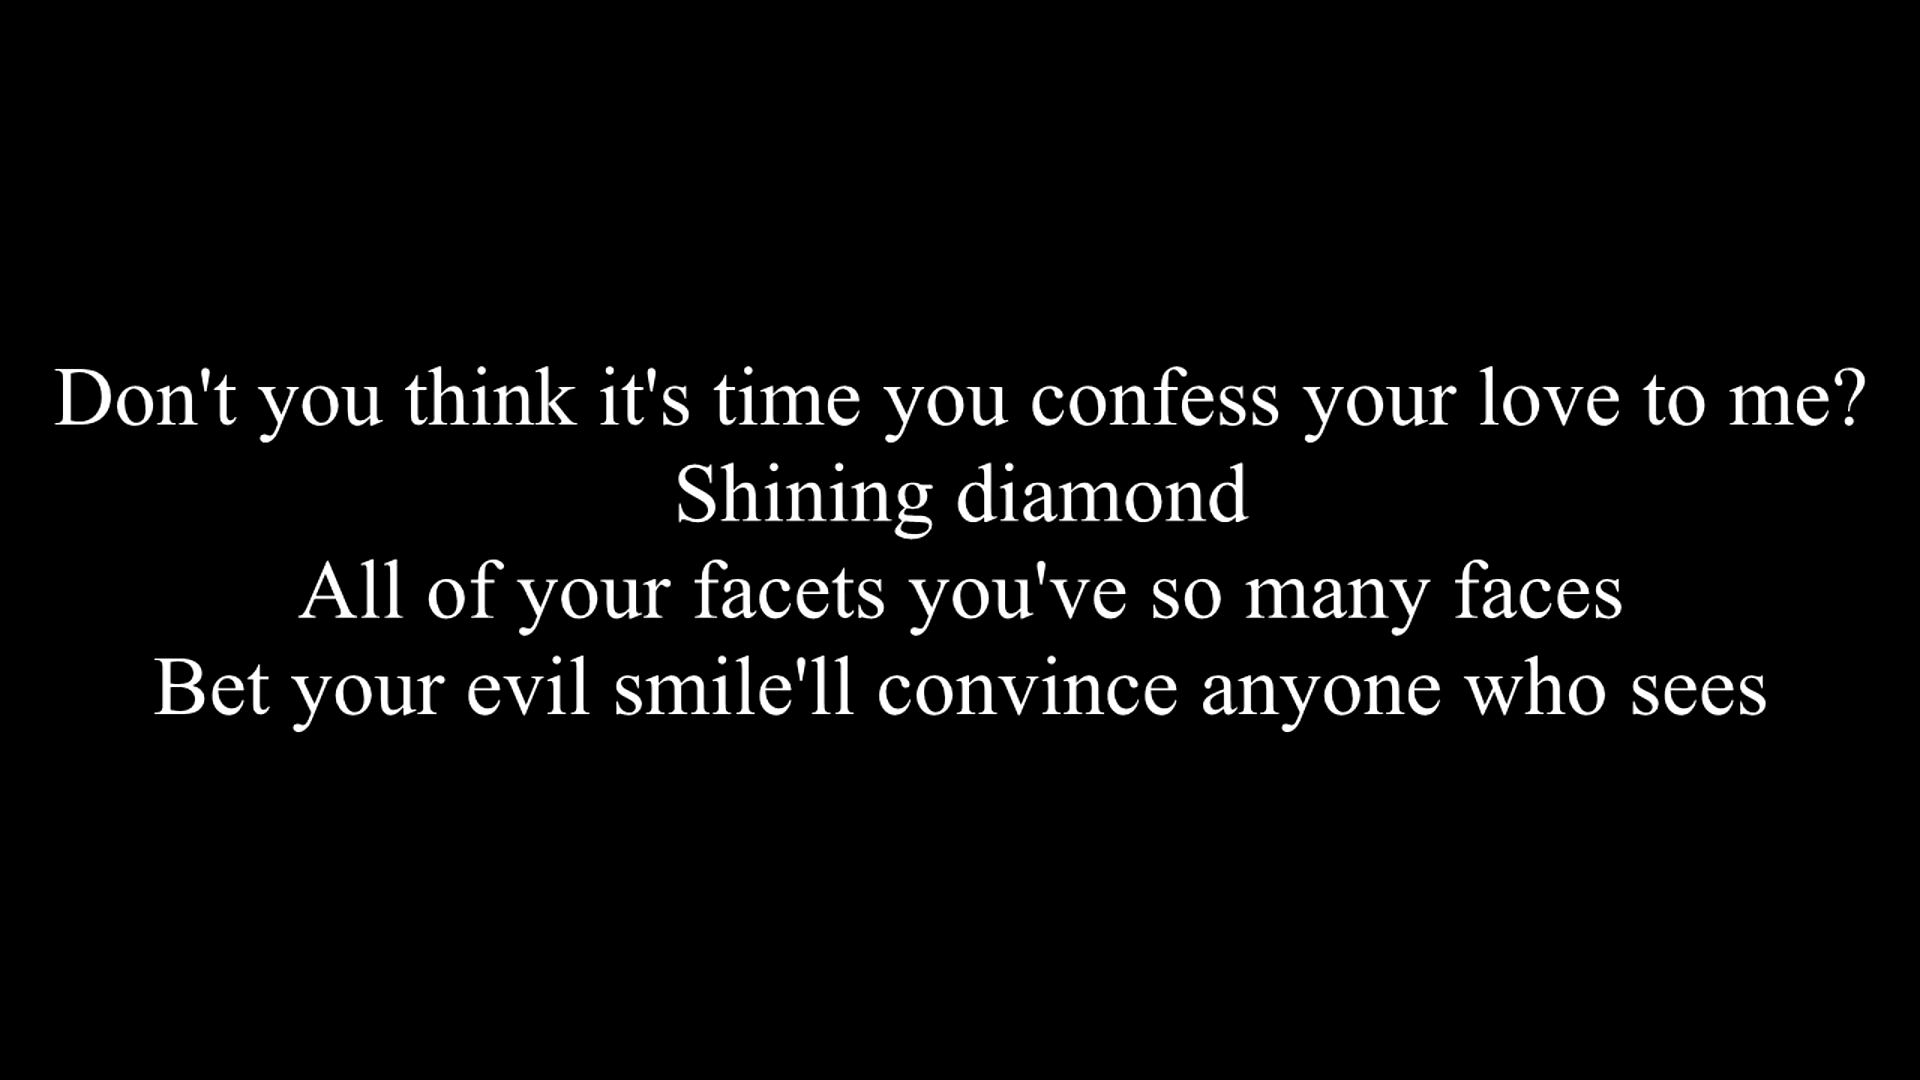 Don't you think it's time you confess your love to me?
Shining diamond
All of your facets you've so many faces
Bet your evil smile'll convince anyone who sees